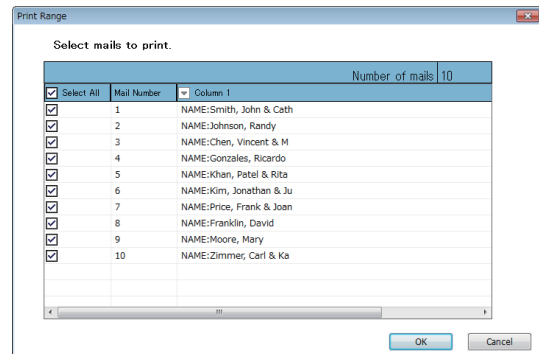 Print Range
Select mails to print.
Number of mails 10
Select All Mail Number Column 1
1 NAME:Smith, John & Cath
2 NAME:Johnson, Randy
3 NAME:Chen, Vincent & M
4 NAME:Gonzales, Ricardo
5 NAME:Khan, Patel & Rita
6 NAME:Kim, Jonathan & Ju
7 NAME:Price, Frank & Joan
8 NAME:Franklin, David
9 NAME:Moore, Mary
10 NAME:Zimmer, Carl & Ka
OK Cancel